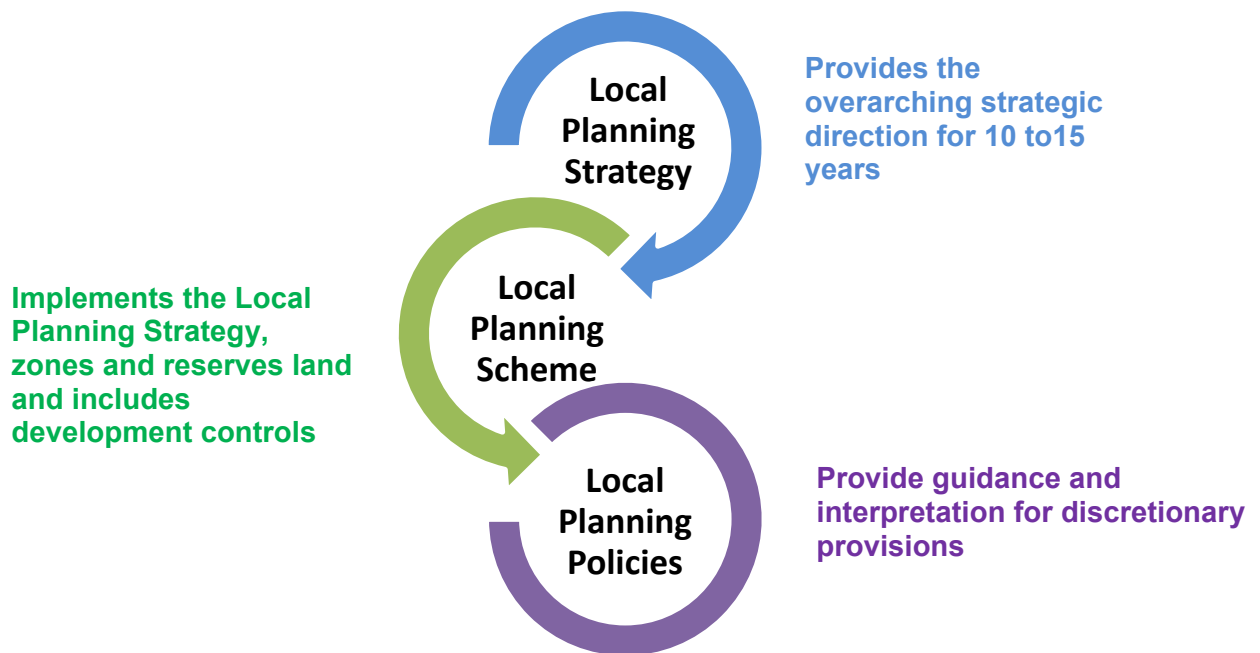 Local
Planning
Strategy
Provides the
overarching strategic
direction for 10 to15
years
Local
Planning
Scheme
Implements the Local
Planning Strategy,
zones and reserves land
and includes
development controls
Local
Planning
Policies
Provide guidance and
interpretation for discretionary
provisions